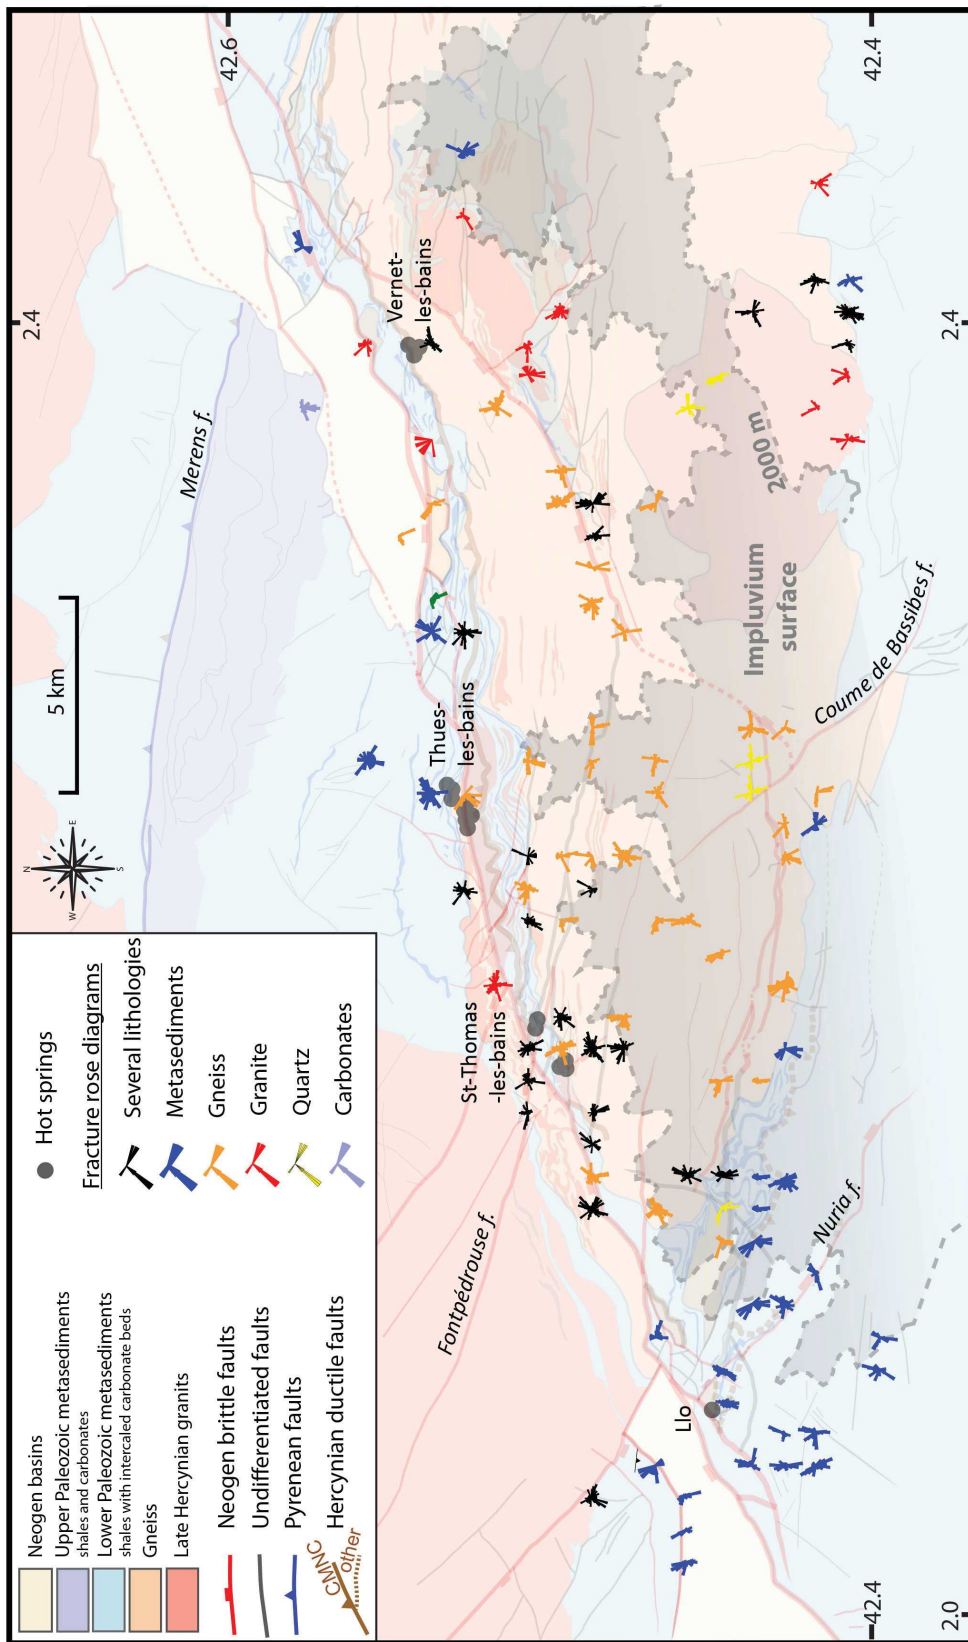 Neogen basins
Upper Paleozoic metasediments
shales and carbonates
Lower Paleozoic metasediments
shales with intercaled carbonate beds
Gneiss
Late Hercynian granits
Neogen brittle faults
Undifferentiated faults
Pyrenean faults
Hercyninan ductile faults
CMNC
other
Hot springs
Fracture rose diagrams
Several lithologies
Metasediments
Gneiss
Granite
Quartz
Carbonates
N
W
E
S
5 km
2.4
42.6
42.4
2.4
42.4
2.0
Merens f.
Vernet-
les-bains
Thues-
les-bains
St-Thomas
-les-bains
Fontpédrouse f.
Llo
Nuria f.
Coume de Bassibes f.
Impluvium
surface
2000 m